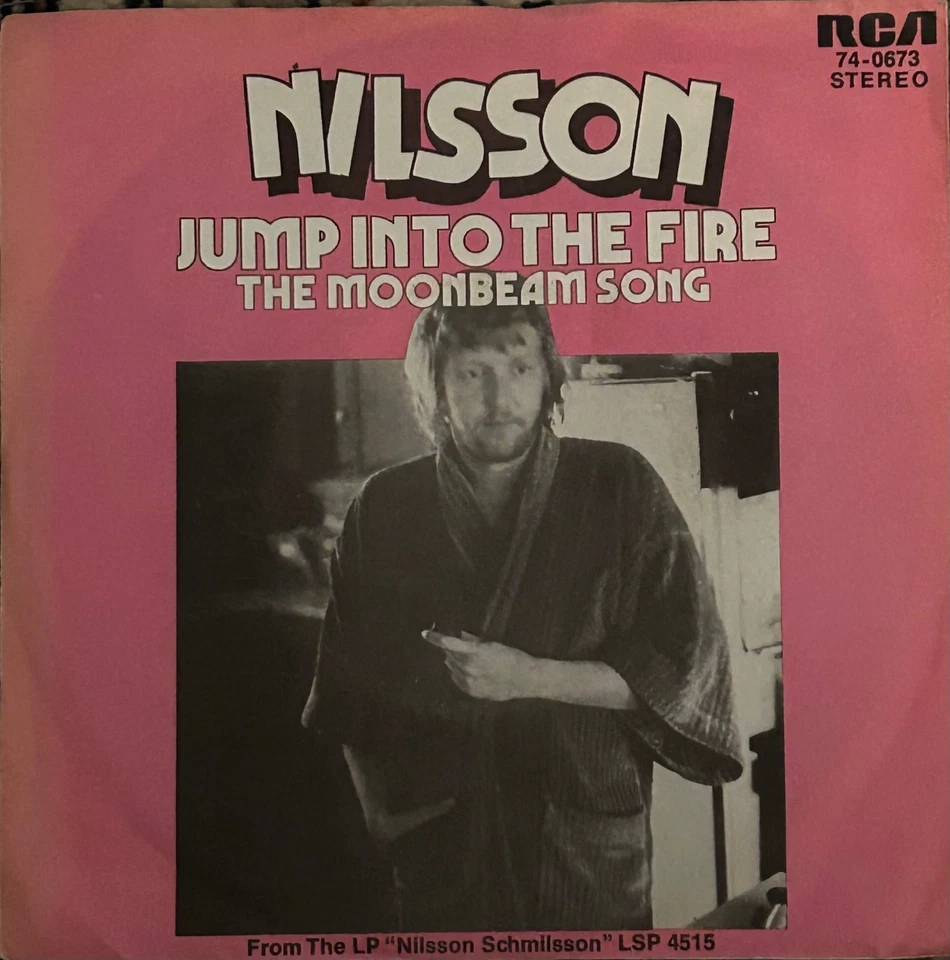 RCA
74-0673
STEREO
NILSSON
JUMP INTO THE FIRE
THE MOONBEAM SONG
From The LP "Nilsson Schmilsson" LSP 4515